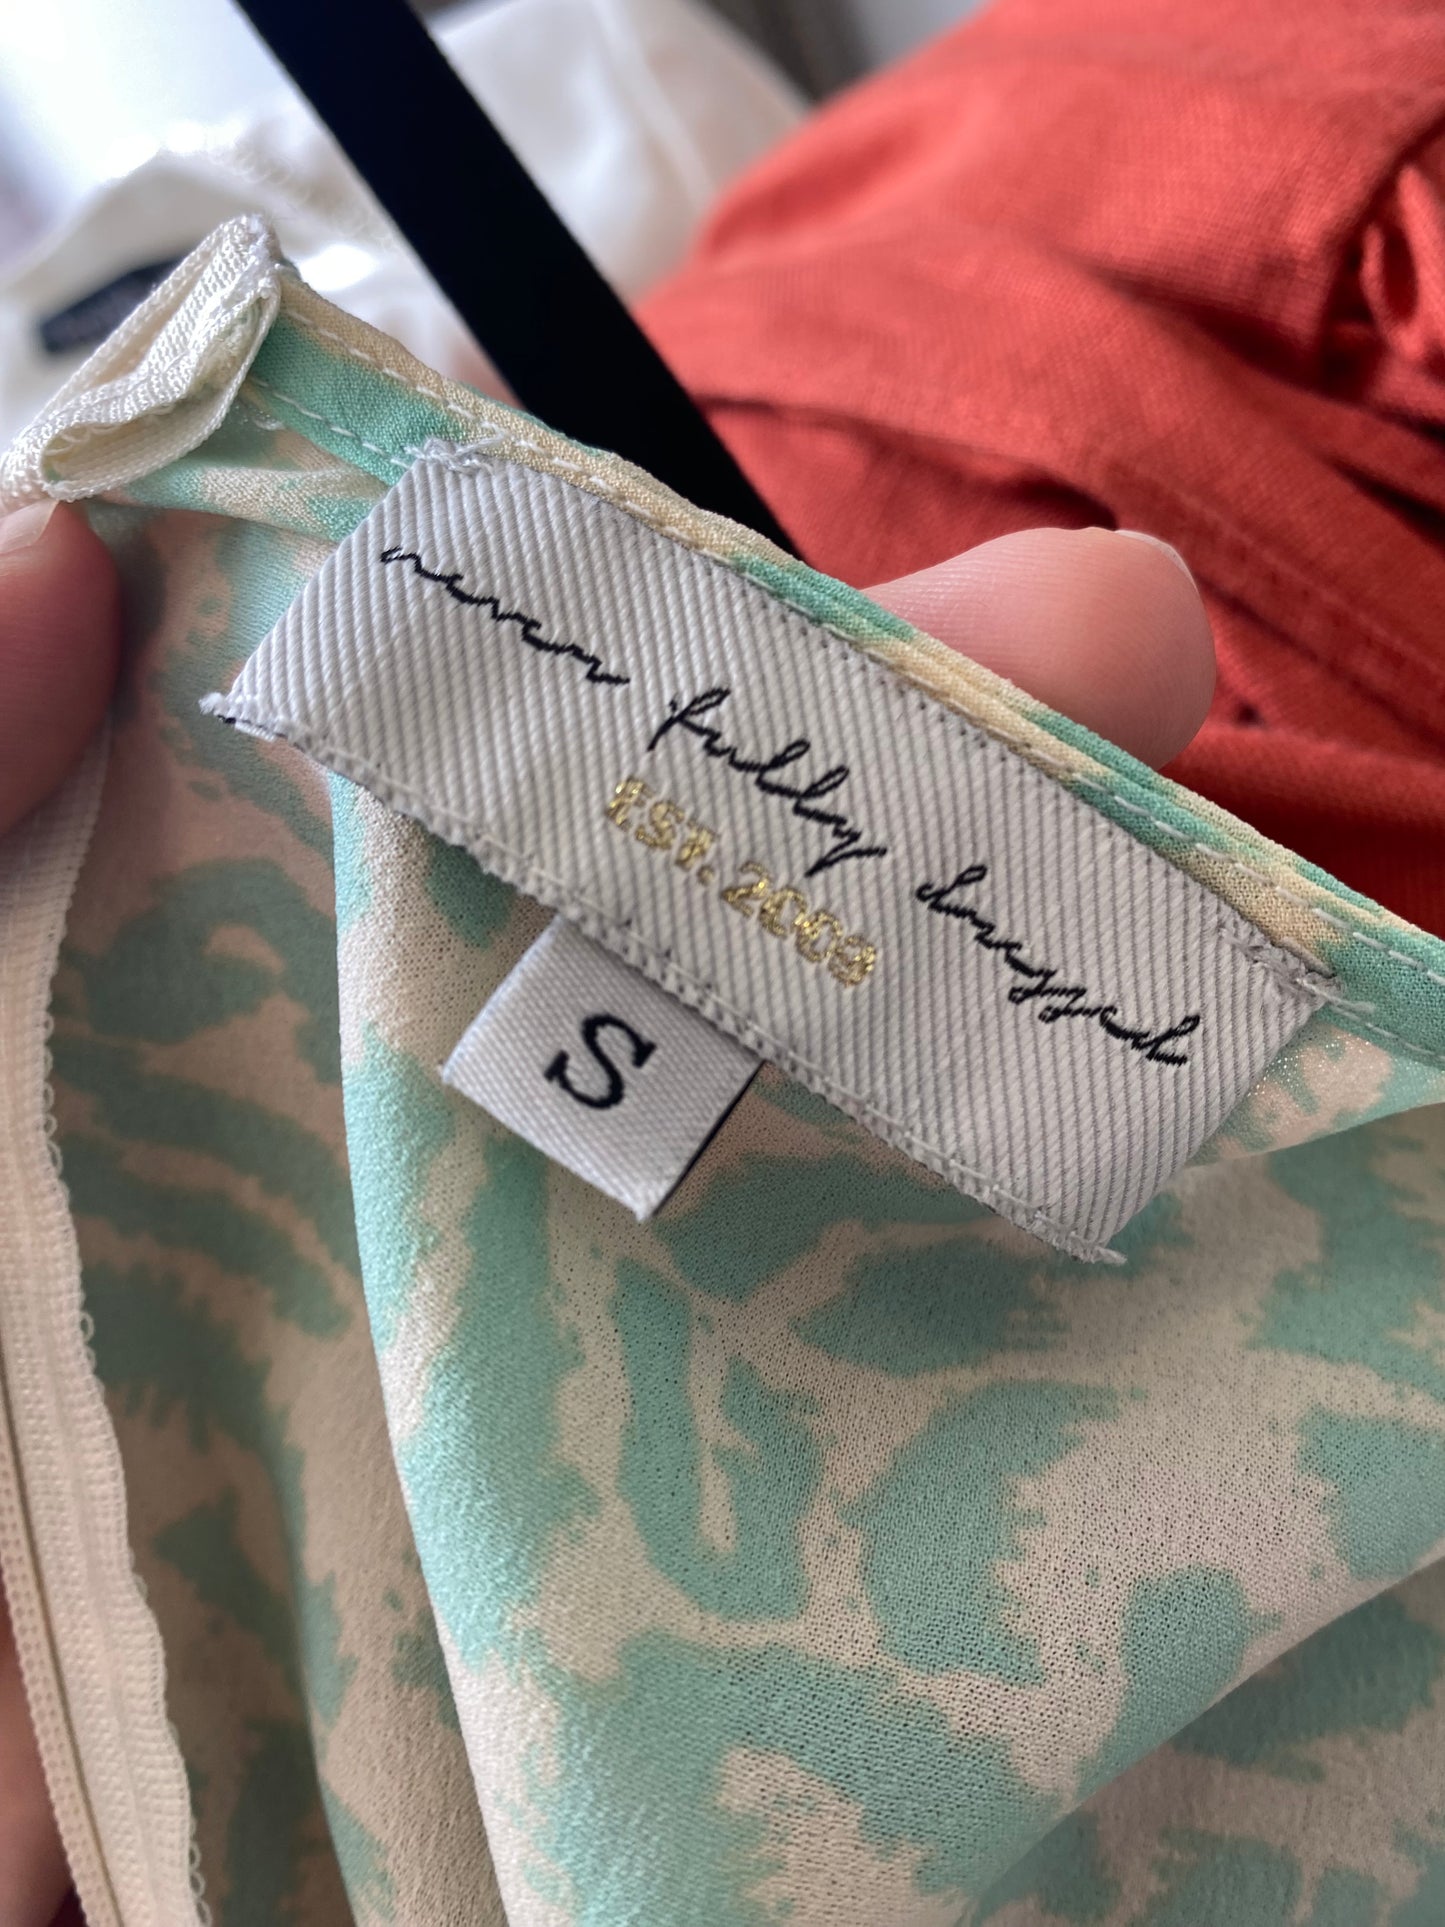 never fully dressed
EST. 2009
S